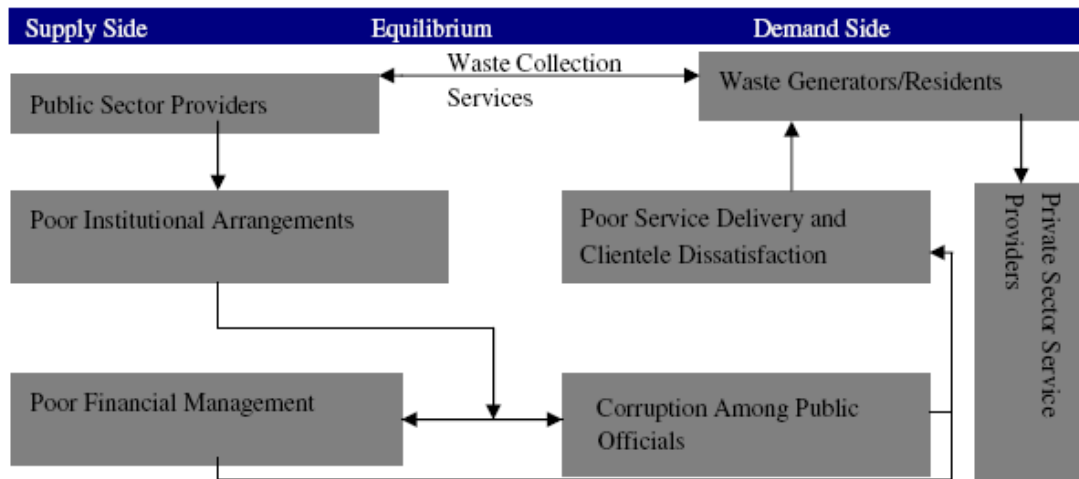 Supply Side Equilibrium Demand Side
Waste Collection
Services
Public Sector Providers
Waste Generators/Residents
Poor Institutional Arrangements
Poor Service Delivery and
Clientele Dissatisfaction
Private Sector Service
Providers
Poor Financial Management
Corruption Among Public
Officials